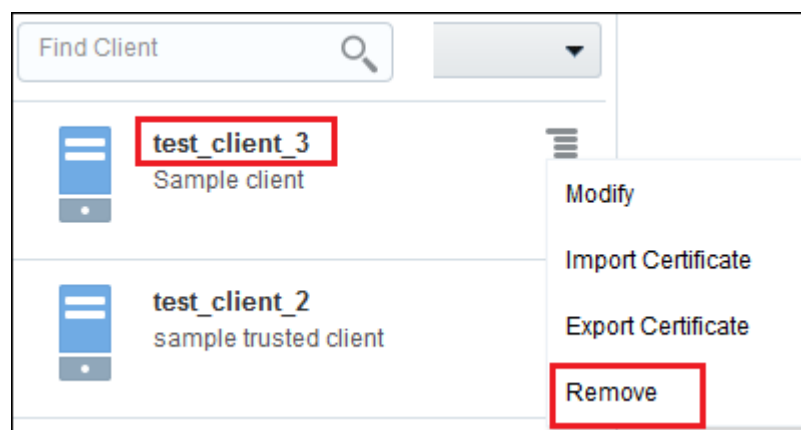 Find Client
test_client_3
Sample client
Modify
Import Certificate
test_client_2
sample trusted client
Export Certificate
Remove